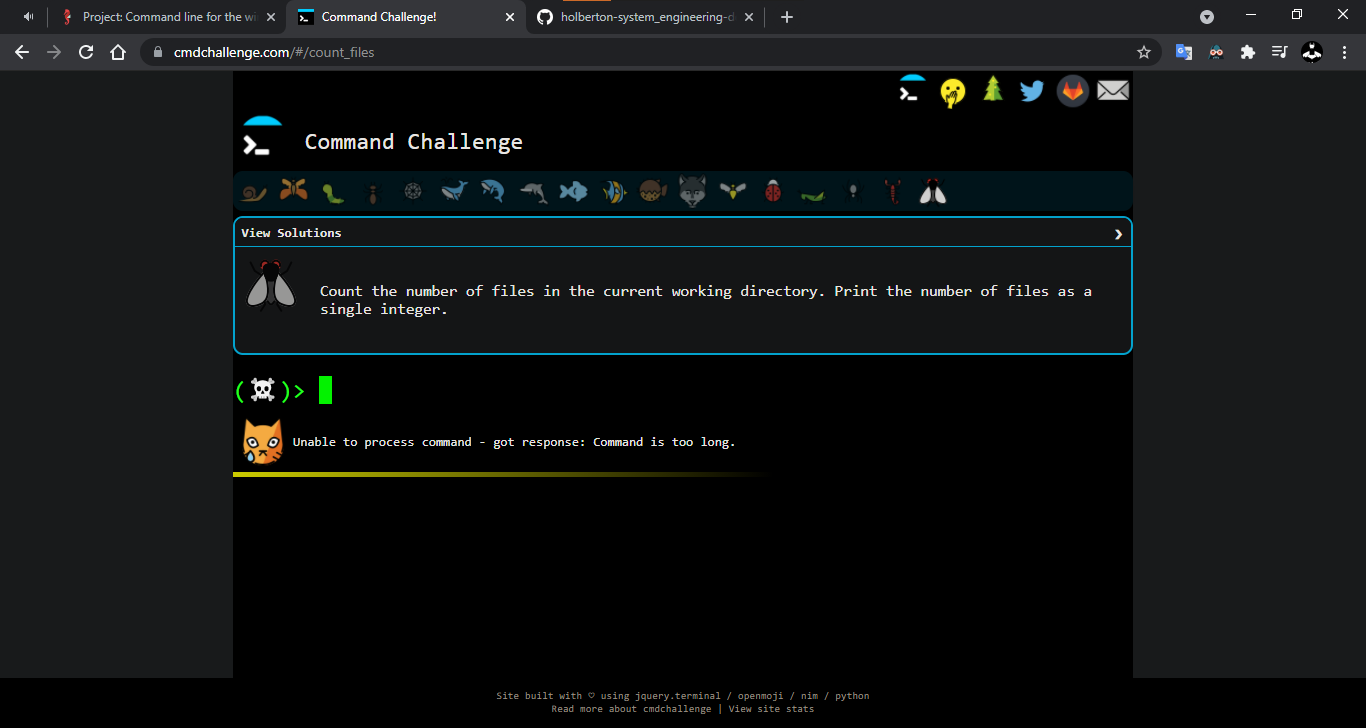 Project: Command line for the wi
Command Challenge!
holberton-system_engineering-d
cmdchallenge.com/#/count_files
Command Challenge
View Solutions
Count the number of files in the current working directory. Print the number of files as a
single integer.
( )>
Unable to process command - got response: Command is too long.
Site built with ♡ using jquery.terminal / openmoji / nim / python
Read more about cmdchallenge | View site stats